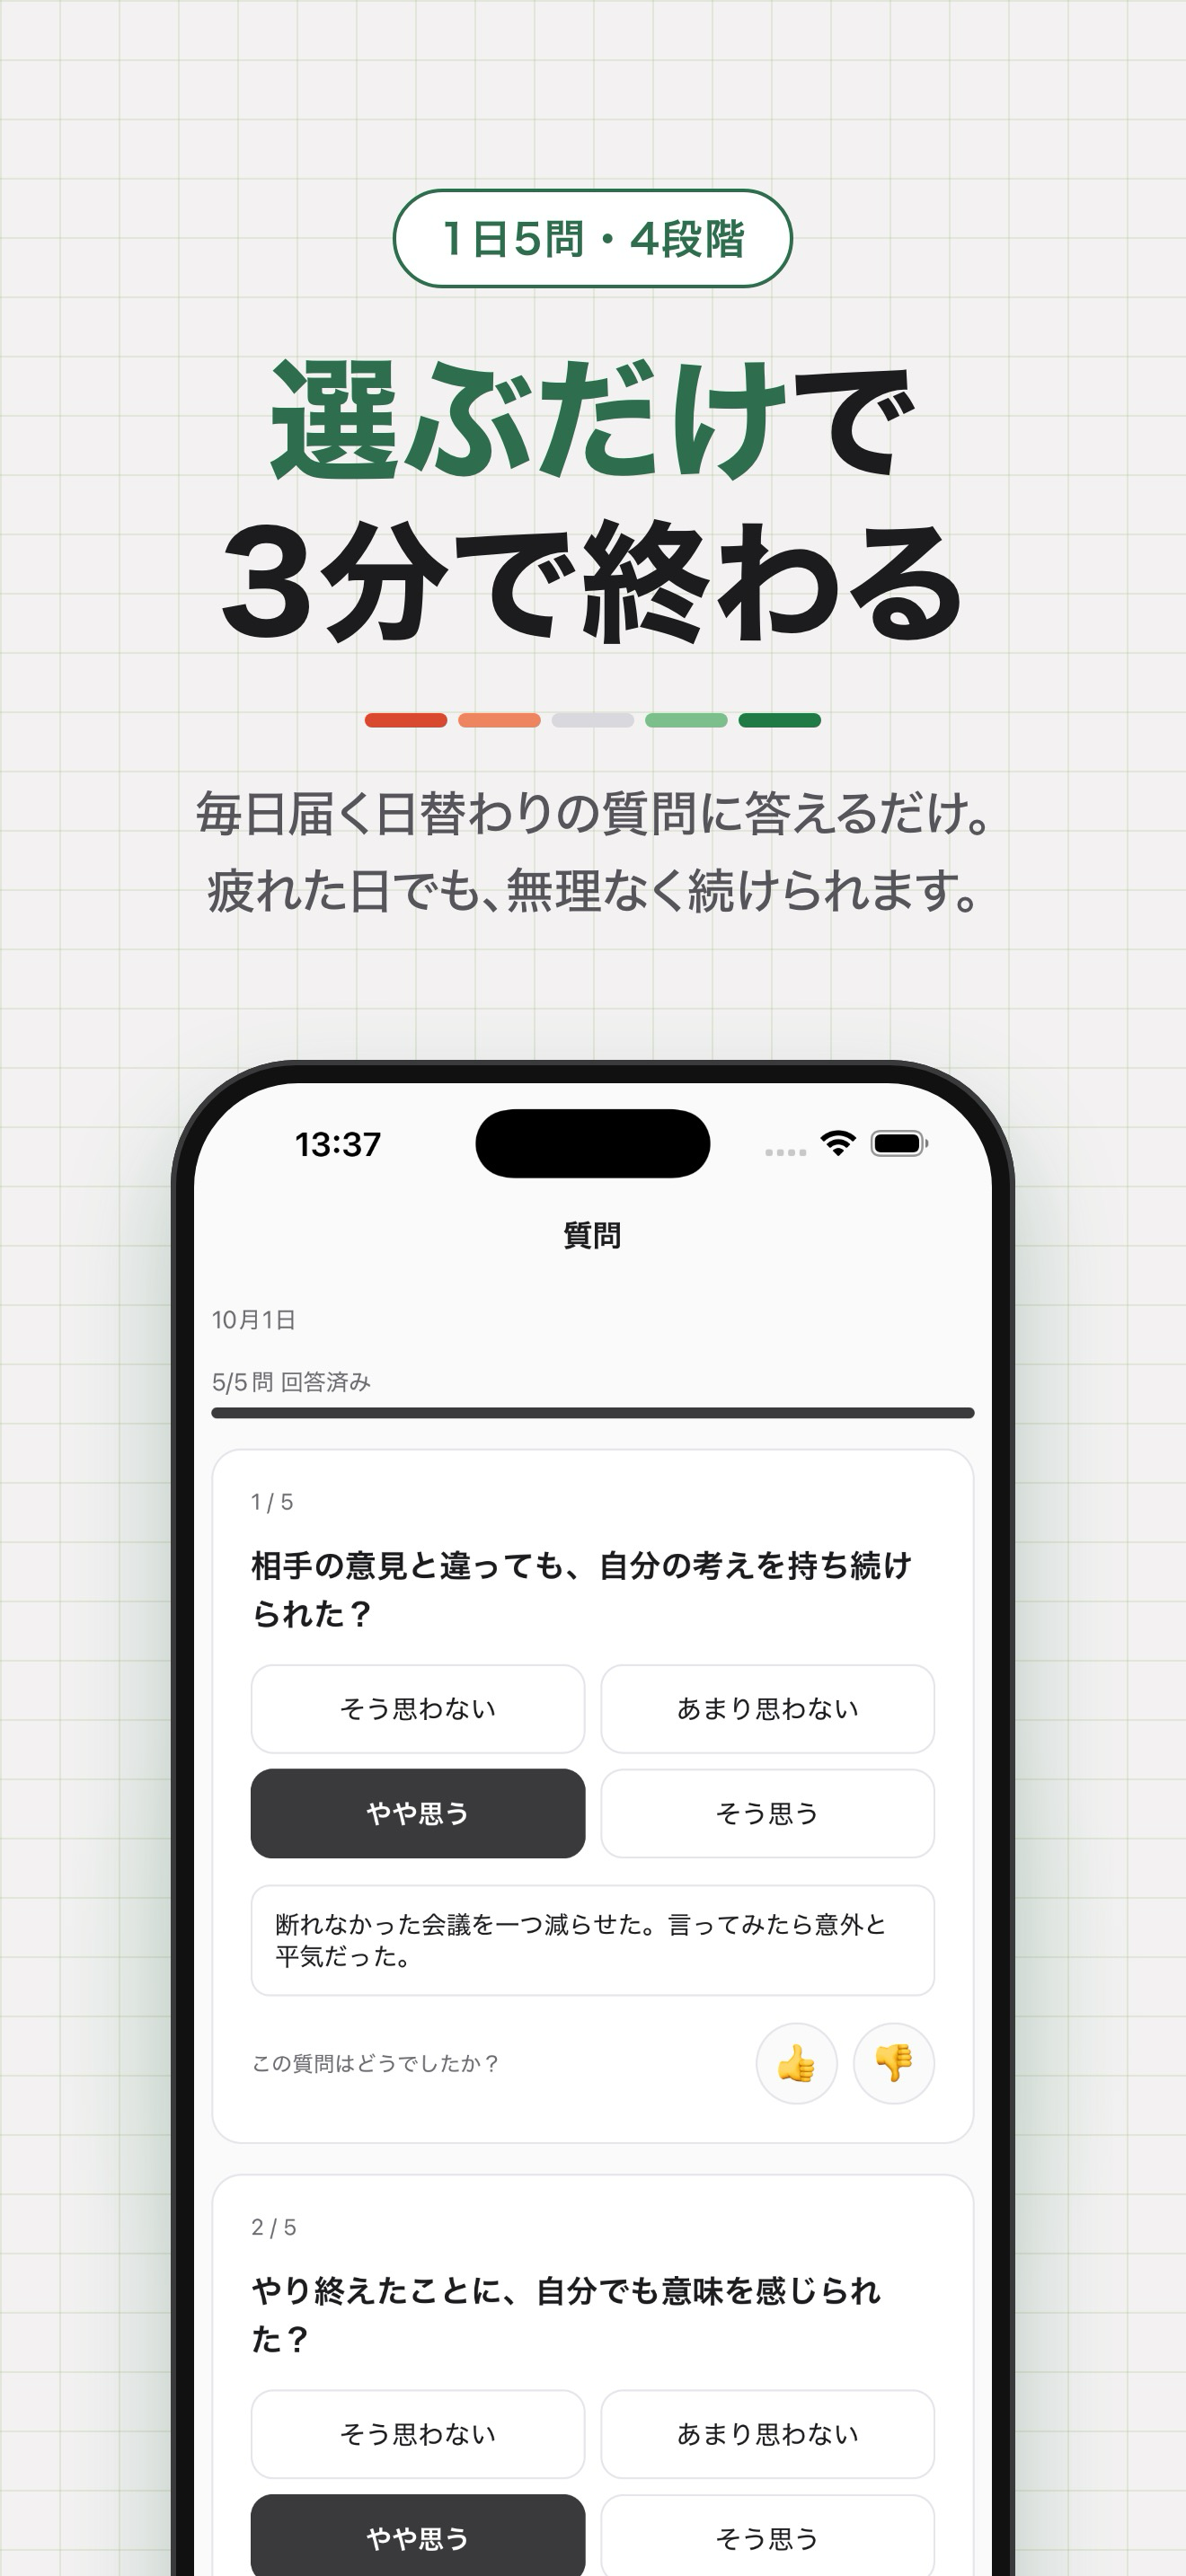 1日5問・4段階
選ぶだけで
3分で終わる
毎日届く日替わりの質問に答えるだけ。
疲れた日でも、無理なく続けられます。
13:37
質問
10月1日
5/5 問 回答済み
1 / 5
相手の意見と違っても、自分の考えを持ち続け
られた？
そう思わない
あまり思わない
やや思う
そう思う
断れなかった会議を一つ減らせた。言ってみたら意外と
平気だった。
この質問はどうでしたか？
2 / 5
やり終えたことに、自分でも意味を感じられ
た？
そう思わない
あまり思わない
やや思う
そう思う